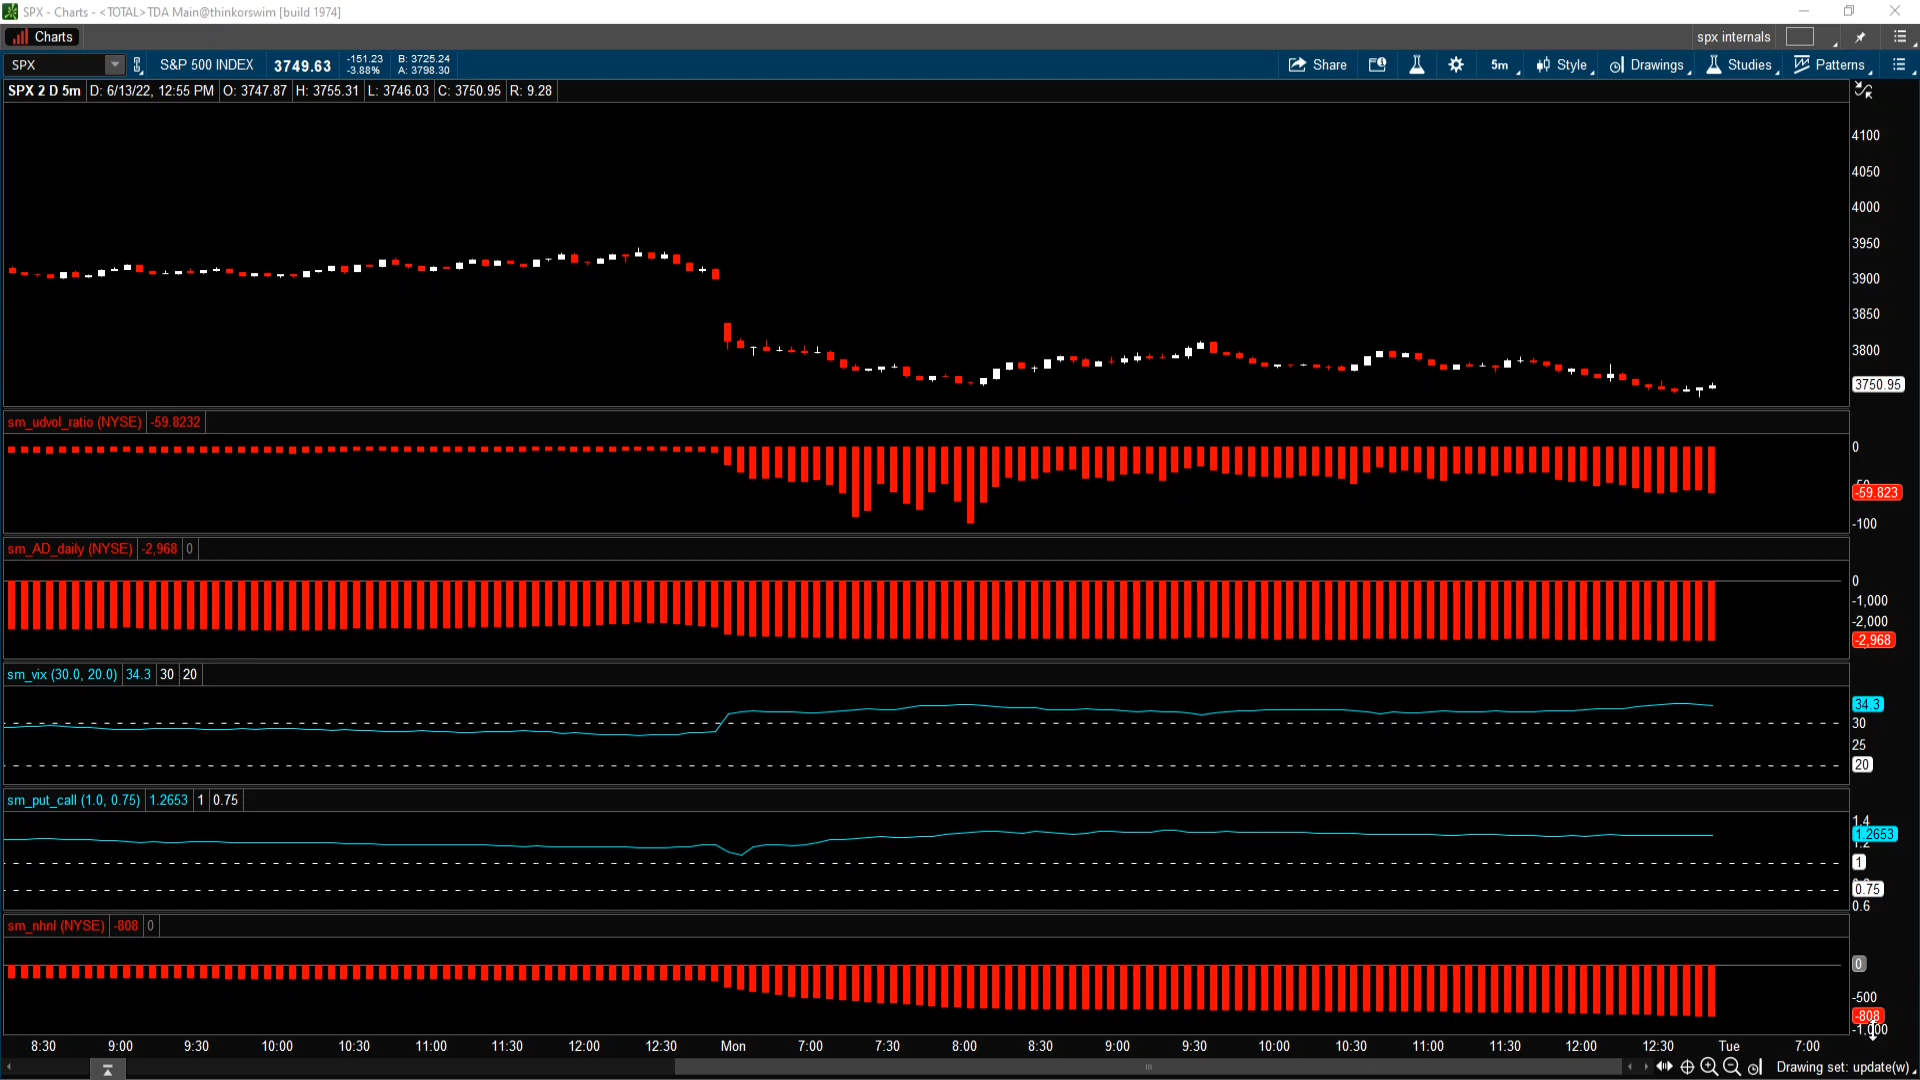 SPX - Charts - <TOTAL> TDA Main@thinkorswim [build 1974]
Charts spx internals
SPX S&P 500 INDEX 3749.63 -151.23 B: 3725.24 Share 5m Style Drawings Studies Patterns
-3.88% A: 3798.30
SPX 2 D 5m D: 6/13/22, 12:55 PM O: 3747.87 H: 3755.31 L: 3746.03 C: 3750.95 R: 9.28
4100
4050
4000
3950
3900
3850
3800
3750.95
sm_udvol_ratio (NYSE) -59.8232
0
-59.823
-100
sm_AD_daily (NYSE) -2,968 0
0
-1,000
-2,000
-2,968
sm_vix (30.0, 20.0) 34.3 30 20
34.3
30
25
20
sm_put_call (1.0, 0.75) 1.2653 1 0.75
1.4
1.2653
1.2
1
0.75
0.6
sm_nhnl (NYSE) -808 0
0
-500
-808
-1,000
8:30 9:00 9:30 10:00 10:30 11:00 11:30 12:00 12:30 Mon 7:00 7:30 8:00 8:30 9:00 9:30 10:00 10:30 11:00 11:30 12:00 12:30 Tue 7:00
Drawing set: update(w)